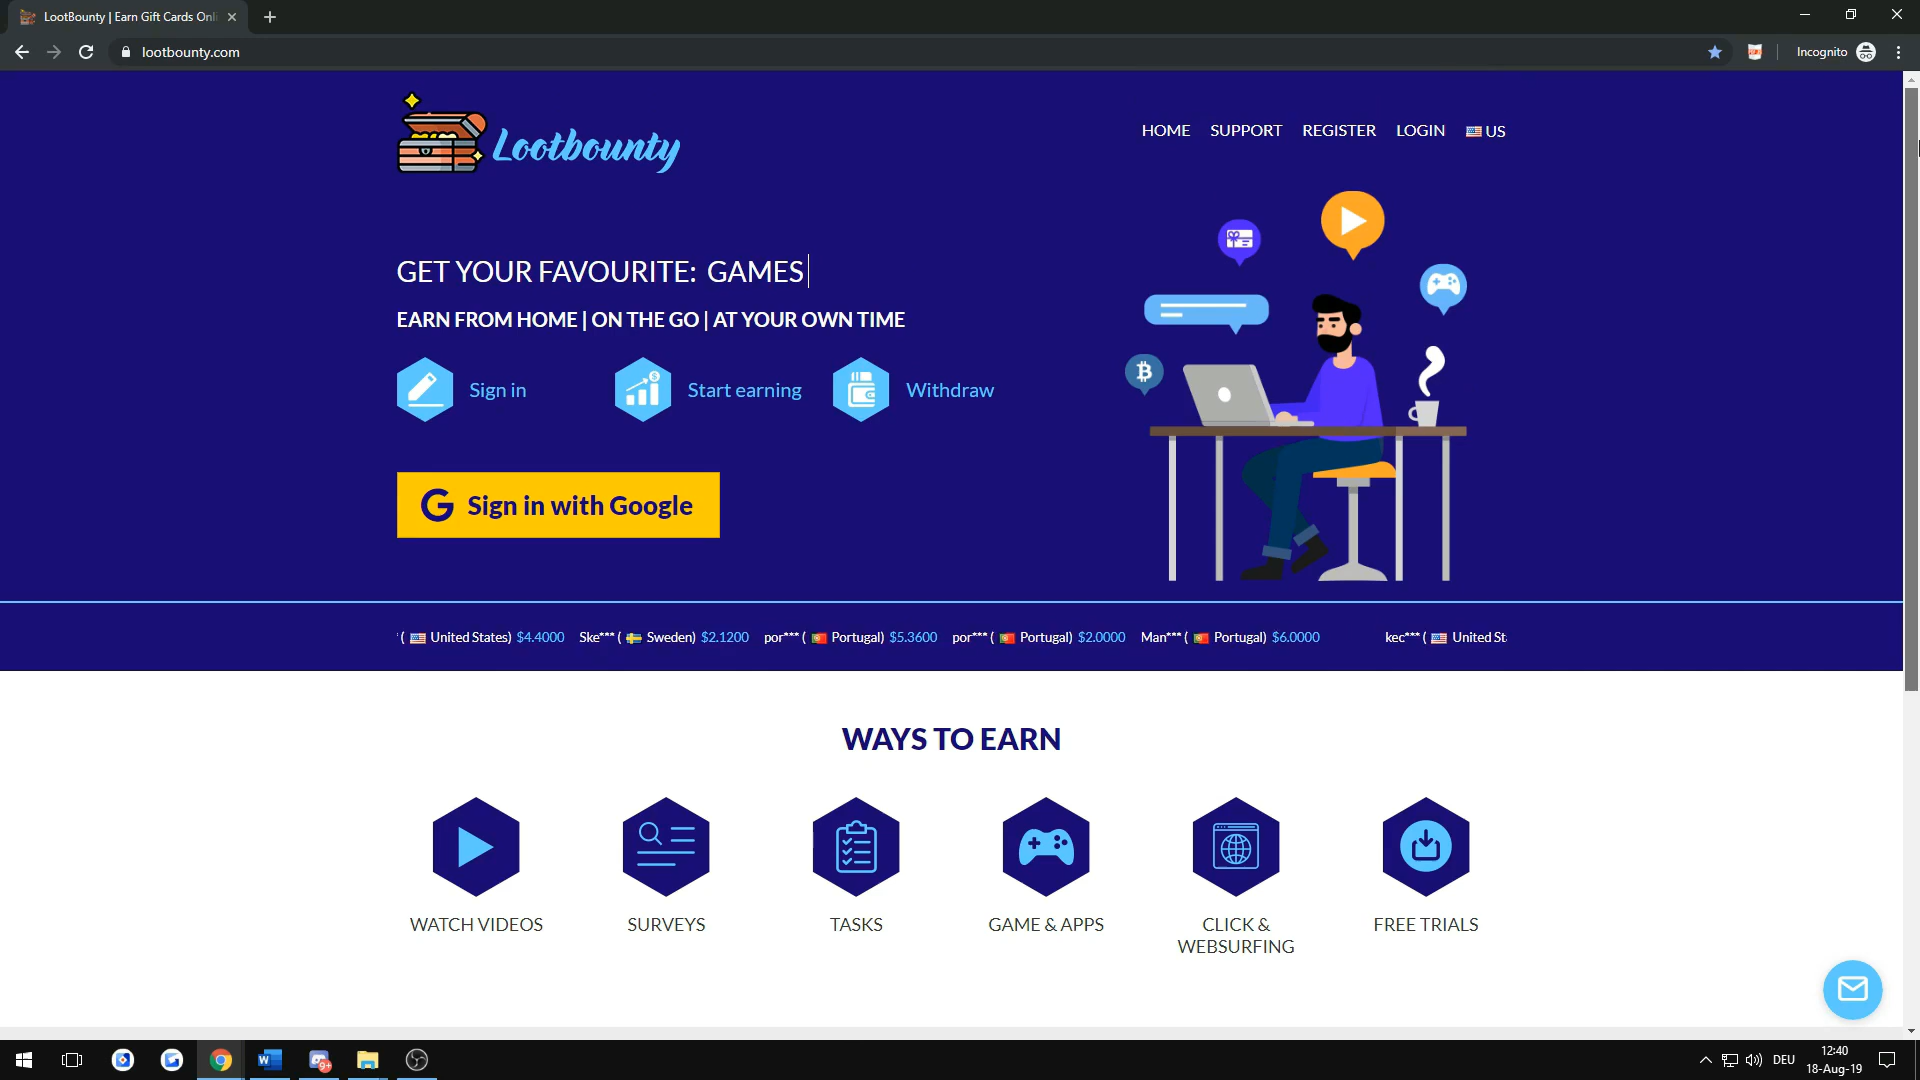 LootBounty | Earn Gift Cards Onli
lootbounty.com
Incognito
Lootbounty
HOME SUPPORT REGISTER LOGIN US
GET YOUR FAVOURITE: GAMES
EARN FROM HOME | ON THE GO | AT YOUR OWN TIME
Sign in Start earning Withdraw
Sign in with Google
( United States) $4.4000 Ske*** ( Sweden) $2.1200 por*** ( Portugal) $5.3600 por*** ( Portugal) $2.0000 Man*** ( Portugal) $6.0000 kec*** ( United St
WAYS TO EARN
WATCH VIDEOS SURVEYS TASKS GAME & APPS CLICK & FREE TRIALS
WEBSURFING
W 9+ DEU 12:40
18-Aug-19